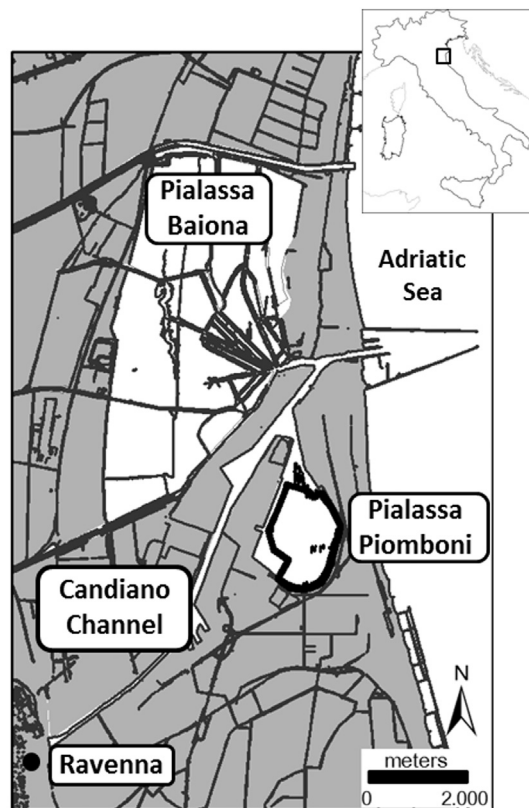 Pialassa
Baiona
Adriatic
Sea
Pialassa
Piomboni
Candiano
Channel
N
Ravenna
meters
0 2.000